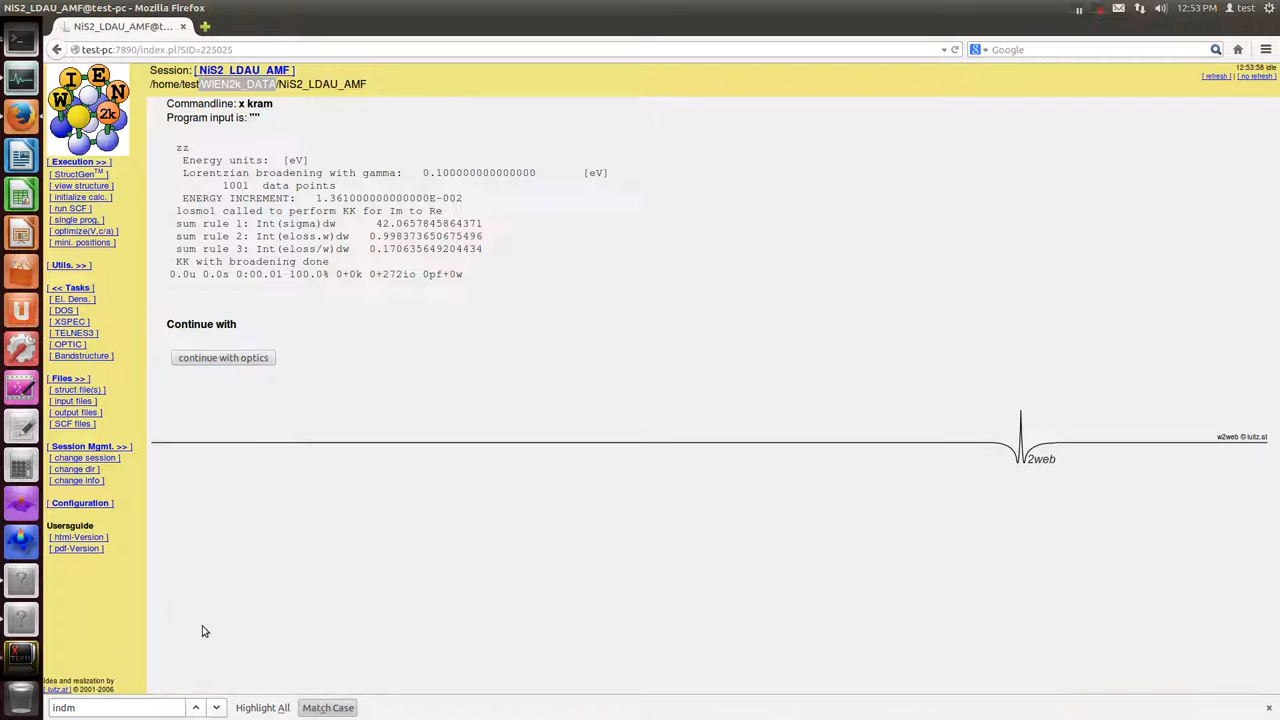 NiS2_LDAU_AMF@test-pc - Mozilla Firefox
12:53 PM test
NiS2_LDAU_AMF@t...
test-pc:7890/index.pl?SID=225025
Google
W I E N 2k
Session: [ NiS2_LDAU_AMF ]
/home/test WIEN2k_DATA/NiS2_LDAU_AMF
12:53:58 idle
[ refresh ] [ no refresh ]
Commandline: x kram
Program input is: ""
zz
Energy units: [eV]
Lorentzian broadening with gamma: 0.100000000000000 [eV]
1001 data points
ENERGY INCREMENT: 1.361000000000000E-002
losmol called to perform KK for Im to Re
sum rule 1: Int(sigma)dw 42.0657845864371
sum rule 2: Int(eloss.w)dw 0.998373650675496
sum rule 3: Int(eloss/w)dw 0.170635649204434
KK with broadening done
0.0u 0.0s 0:00.01 100.0% 0+0k 0+272io 0pf+0w
Continue with
continue with optics
w2web © luitz.at
2web
[ Execution >> ]
[ StructGen™ ]
[ view structure ]
[ initialize calc. ]
[ run SCF ]
[ single prog. ]
[ optimize(V,c/a) ]
[ mini. positions ]
[ Utils. >> ]
[ << Tasks ]
[ El. Dens. ]
[ DOS ]
[ XSPEC ]
[ TELNES3 ]
[ OPTIC ]
[ Bandstructure ]
[ Files >> ]
[ struct file(s) ]
[ input files ]
[ output files ]
[ SCF files ]
[ Session Mgmt. >> ]
[ change session ]
[ change dir ]
[ change info ]
[ Configuration ]
Usersguide
[ html-Version ]
[ pdf-Version ]
Idea and realization by
[ luitz.at ] © 2001-2006
indm
Highlight All
Match Case